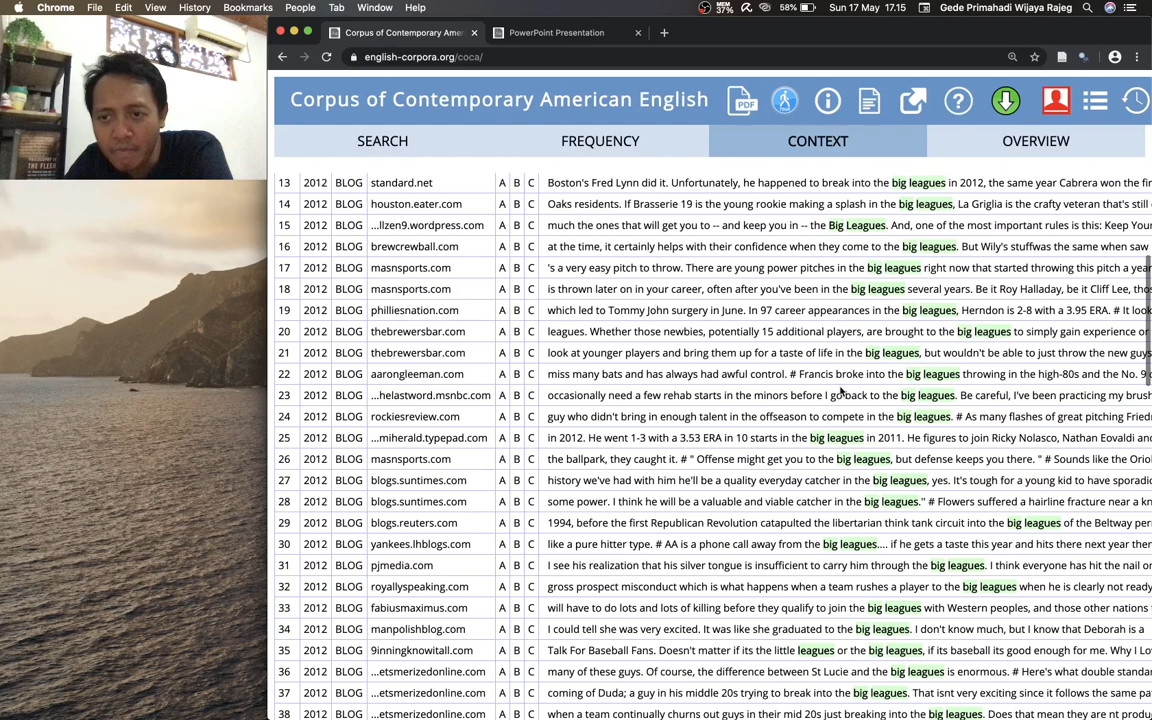 Chrome File Edit View History Bookmarks People Tab Window Help MEM 37% 58% Sun 17 May 17.15 Gede Primahadi Wijaya Rajeg
Corpus of Contemporary Amer PowerPoint Presentation
english-corpora.org/coca/
Corpus of Contemporary American English PDF
SEARCH FREQUENCY CONTEXT OVERVIEW
13 2012 BLOG standard.net A B C Boston's Fred Lynn did it. Unfortunately, he happened to break into the big leagues in 2012, the same year Cabrera won the fir
14 2012 BLOG houston.eater.com A B C Oaks residents. If Brasserie 19 is the young rookie making a splash in the big leagues, La Griglia is the crafty veteran that's still
15 2012 BLOG ...llzen9.wordpress.com A B C much the ones that will get you to -- and keep you in -- the Big Leagues. And, one of the most important rules is this: Keep Your
16 2012 BLOG brewcrewball.com A B C at the time, it certainly helps with their confidence when they come to the big leagues. But Wily's stuffwas the same when saw
17 2012 BLOG masnsports.com A B C 's a very easy pitch to throw. There are young power pitches in the big leagues right now that started throwing this pitch a year
18 2012 BLOG masnsports.com A B C is thrown later on in your career, often after you've been in the big leagues several years. Be it Roy Halladay, be it Cliff Lee, thos
19 2012 BLOG philliesnation.com A B C which led to Tommy John surgery in June. In 97 career appearances in the big leagues, Herndon is 2-8 with a 3.95 ERA. # It look
20 2012 BLOG thebrewersbar.com A B C leagues. Whether those newbies, potentially 15 additional players, are brought to the big leagues to simply gain experience or
21 2012 BLOG thebrewersbar.com A B C look at younger players and bring them up for a taste of life in the big leagues, but wouldn't be able to just throw the new guys
22 2012 BLOG aarongleeman.com A B C miss many bats and has always had awful control. # Francis broke into the big leagues throwing in the high-80s and the No. 9 c
23 2012 BLOG ...helastword.msnbc.com A B C occasionally need a few rehab starts in the minors before I go back to the big leagues. Be careful, I've been practicing my brush
24 2012 BLOG rockiesreview.com A B C guy who didn't bring in enough talent in the offseason to compete in the big leagues. # As many flashes of great pitching Friedr
25 2012 BLOG ...miherald.typepad.com A B C in 2012. He went 1-3 with a 3.53 ERA in 10 starts in the big leagues in 2011. He figures to join Ricky Nolasco, Nathan Eovaldi and
26 2012 BLOG masnsports.com A B C the ballpark, they caught it. # " Offense might get you to the big leagues, but defense keeps you there. " # Sounds like the Oriol
27 2012 BLOG blogs.suntimes.com A B C history we've had with him he'll be a quality everyday catcher in the big leagues, yes. It's tough for a young kid to have sporadic
28 2012 BLOG blogs.suntimes.com A B C some power. I think he will be a valuable and viable catcher in the big leagues." # Flowers suffered a hairline fracture near a kn
29 2012 BLOG blogs.reuters.com A B C 1994, before the first Republican Revolution catapulted the libertarian think tank circuit into the big leagues of the Beltway per
30 2012 BLOG yankees.lhblogs.com A B C like a pure hitter type. # AA is a phone call away from the big leagues.... if he gets a taste this year and hits there next year ther
31 2012 BLOG pjmedia.com A B C I see his realization that his silver tongue is insufficient to carry him through the big leagues. I think everyone has hit the nail or
32 2012 BLOG royallyspeaking.com A B C gross prospect misconduct which is what happens when a team rushes a player to the big leagues when he is clearly not ready
33 2012 BLOG fabiusmaximus.com A B C will have to do lots and lots of killing before they qualify to join the big leagues with Western peoples, and those other nations
34 2012 BLOG manpolishblog.com A B C I could tell she was very excited. It was like she graduated to the big leagues. I don't know much, but I know that Deborah is a
35 2012 BLOG 9inningknowitall.com A B C Talk For Baseball Fans. Doesn't matter if its the little leagues or the big leagues, if its baseball its good enough for me. Why I Lo
36 2012 BLOG ...etsmerizedonline.com A B C many of these guys. Of course, the difference between St Lucie and the big leagues is enormous. # Here's what double standar
37 2012 BLOG ...etsmerizedonline.com A B C coming of Duda; a guy in his middle 20s trying to break into the big leagues. That isnt very exciting since it follows the same pat
38 2012 BLOG ...etsmerizedonline.com A B C when a team continually churns out guys in their mid 20s just breaking into the big leagues. Does that mean they are nt produ